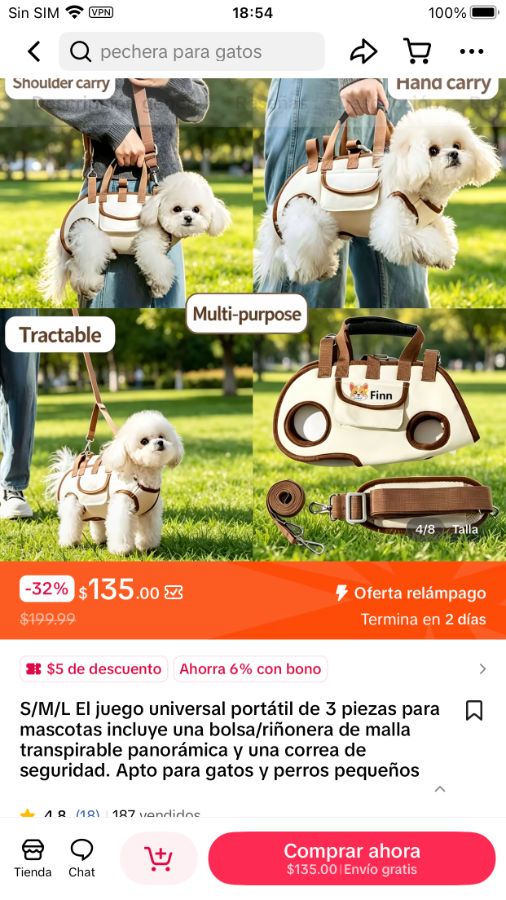 Sin SIM VPN 18:54 100%
pechera para gatos
Shoulder carry
Hand carry
Multi-purpose
Tractable
Finn
4/8 Talla
-32% $135.00
Oferta relámpago
$199.99
Termina en 2 días
$5 de descuento
Ahorra 6% con bono
S/M/L El juego universal portátil de 3 piezas para
mascotas incluye una bolsa/riñonera de malla
transpirable panorámica y una correa de
seguridad. Apto para gatos y perros pequeños
4.8 (18) 187 vendidos
Tienda
Chat
Comprar ahora
$135.00 | Envío gratis